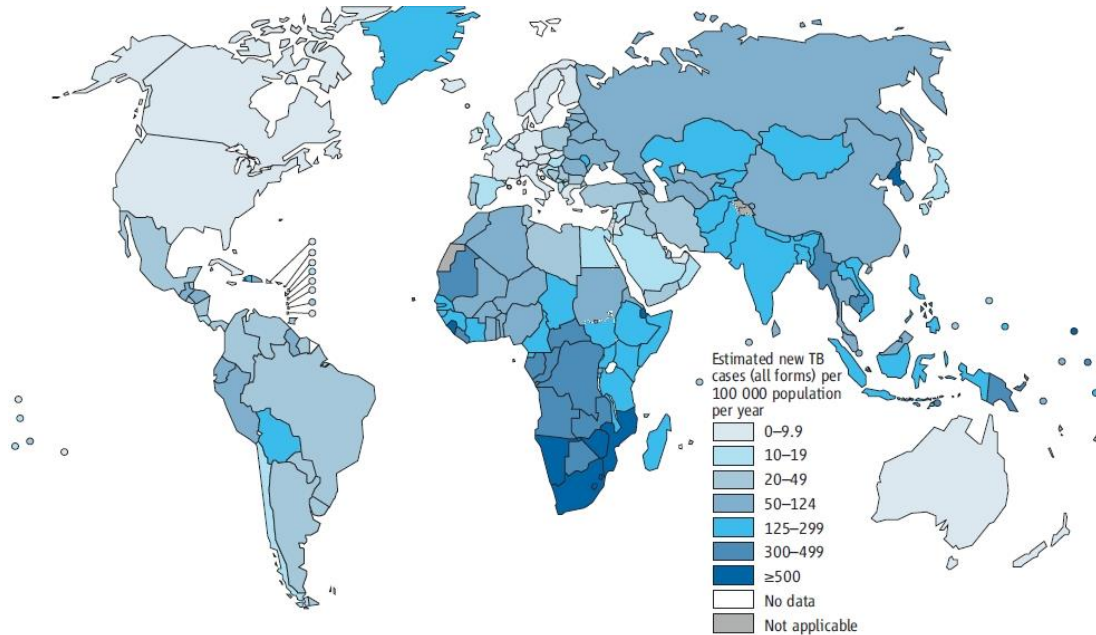 Estimated new TB
cases (all forms) per
100 000 population
per year
0–9.9
10–19
20–49
50–124
125–299
300–499
≥500
No data
Not applicable